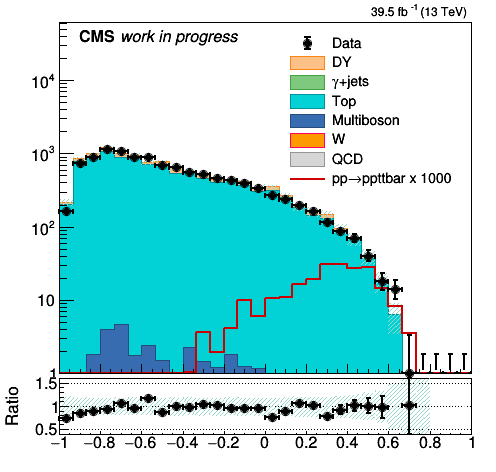 39.5 fb⁻¹ (13 TeV)
CMS work in progress
Data
DY
γ+jets
Top
Multiboson
W
QCD
pp→ppttbar x 1000
10⁴
10³
10²
10
1
Ratio
1.5
1
0.5
−1 −0.8 −0.6 −0.4 −0.2 0 0.2 0.4 0.6 0.8 1